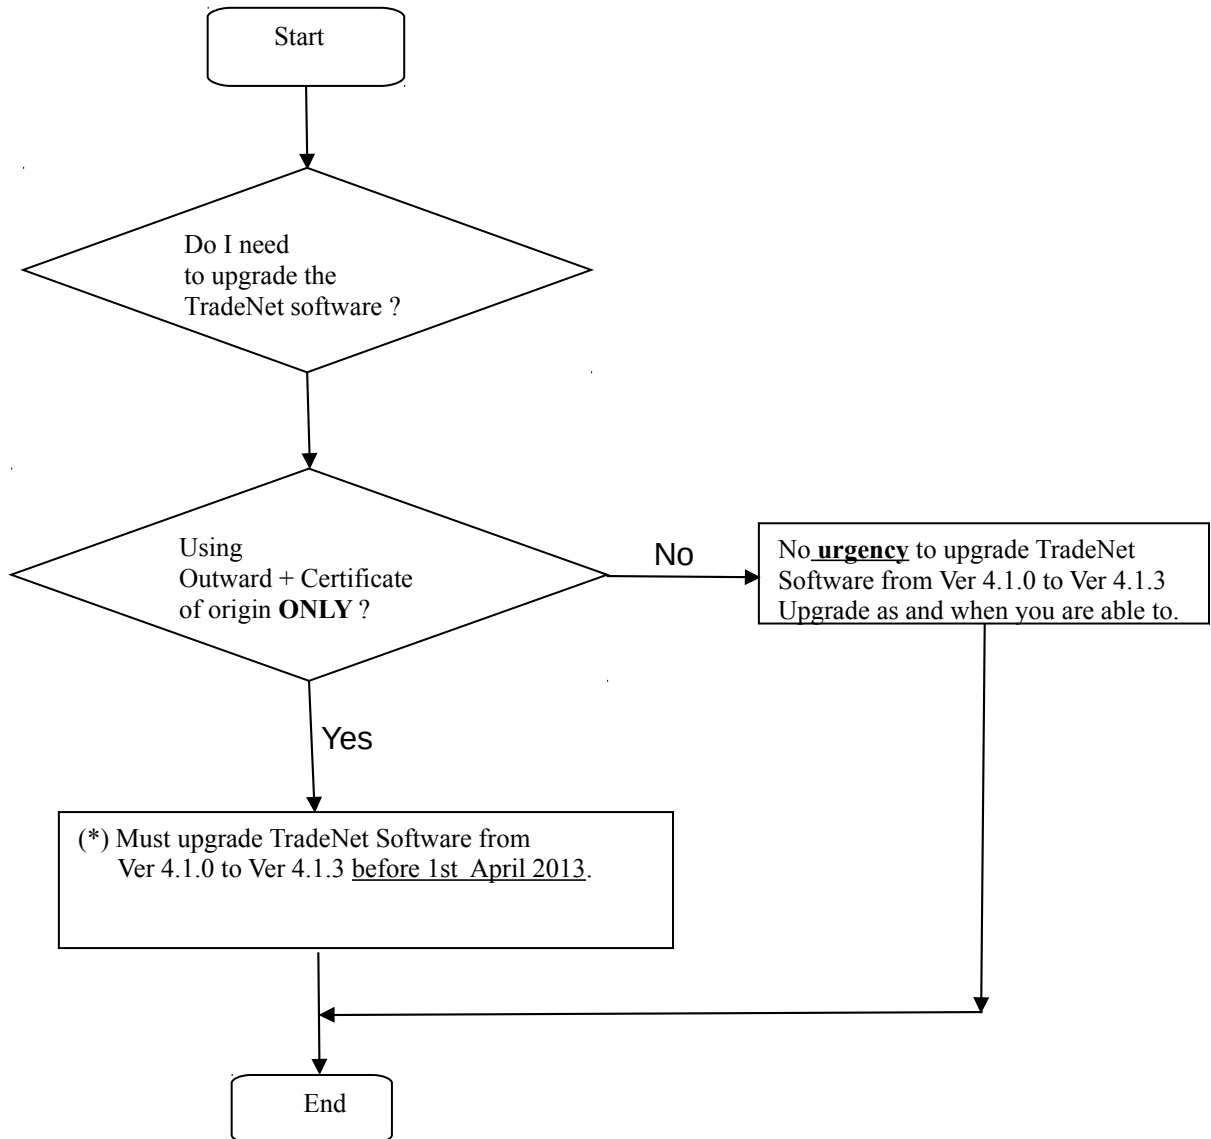 Start
Do I need
to upgrade the
TradeNet software ?
Using
Outward + Certificate
of origin ONLY ?
No
No urgency to upgrade TradeNet
Software from Ver 4.1.0 to Ver 4.1.3
Upgrade as and when you are able to.
Yes
(*) Must upgrade TradeNet Software from
Ver 4.1.0 to Ver 4.1.3 before 1st  April 2013.
End